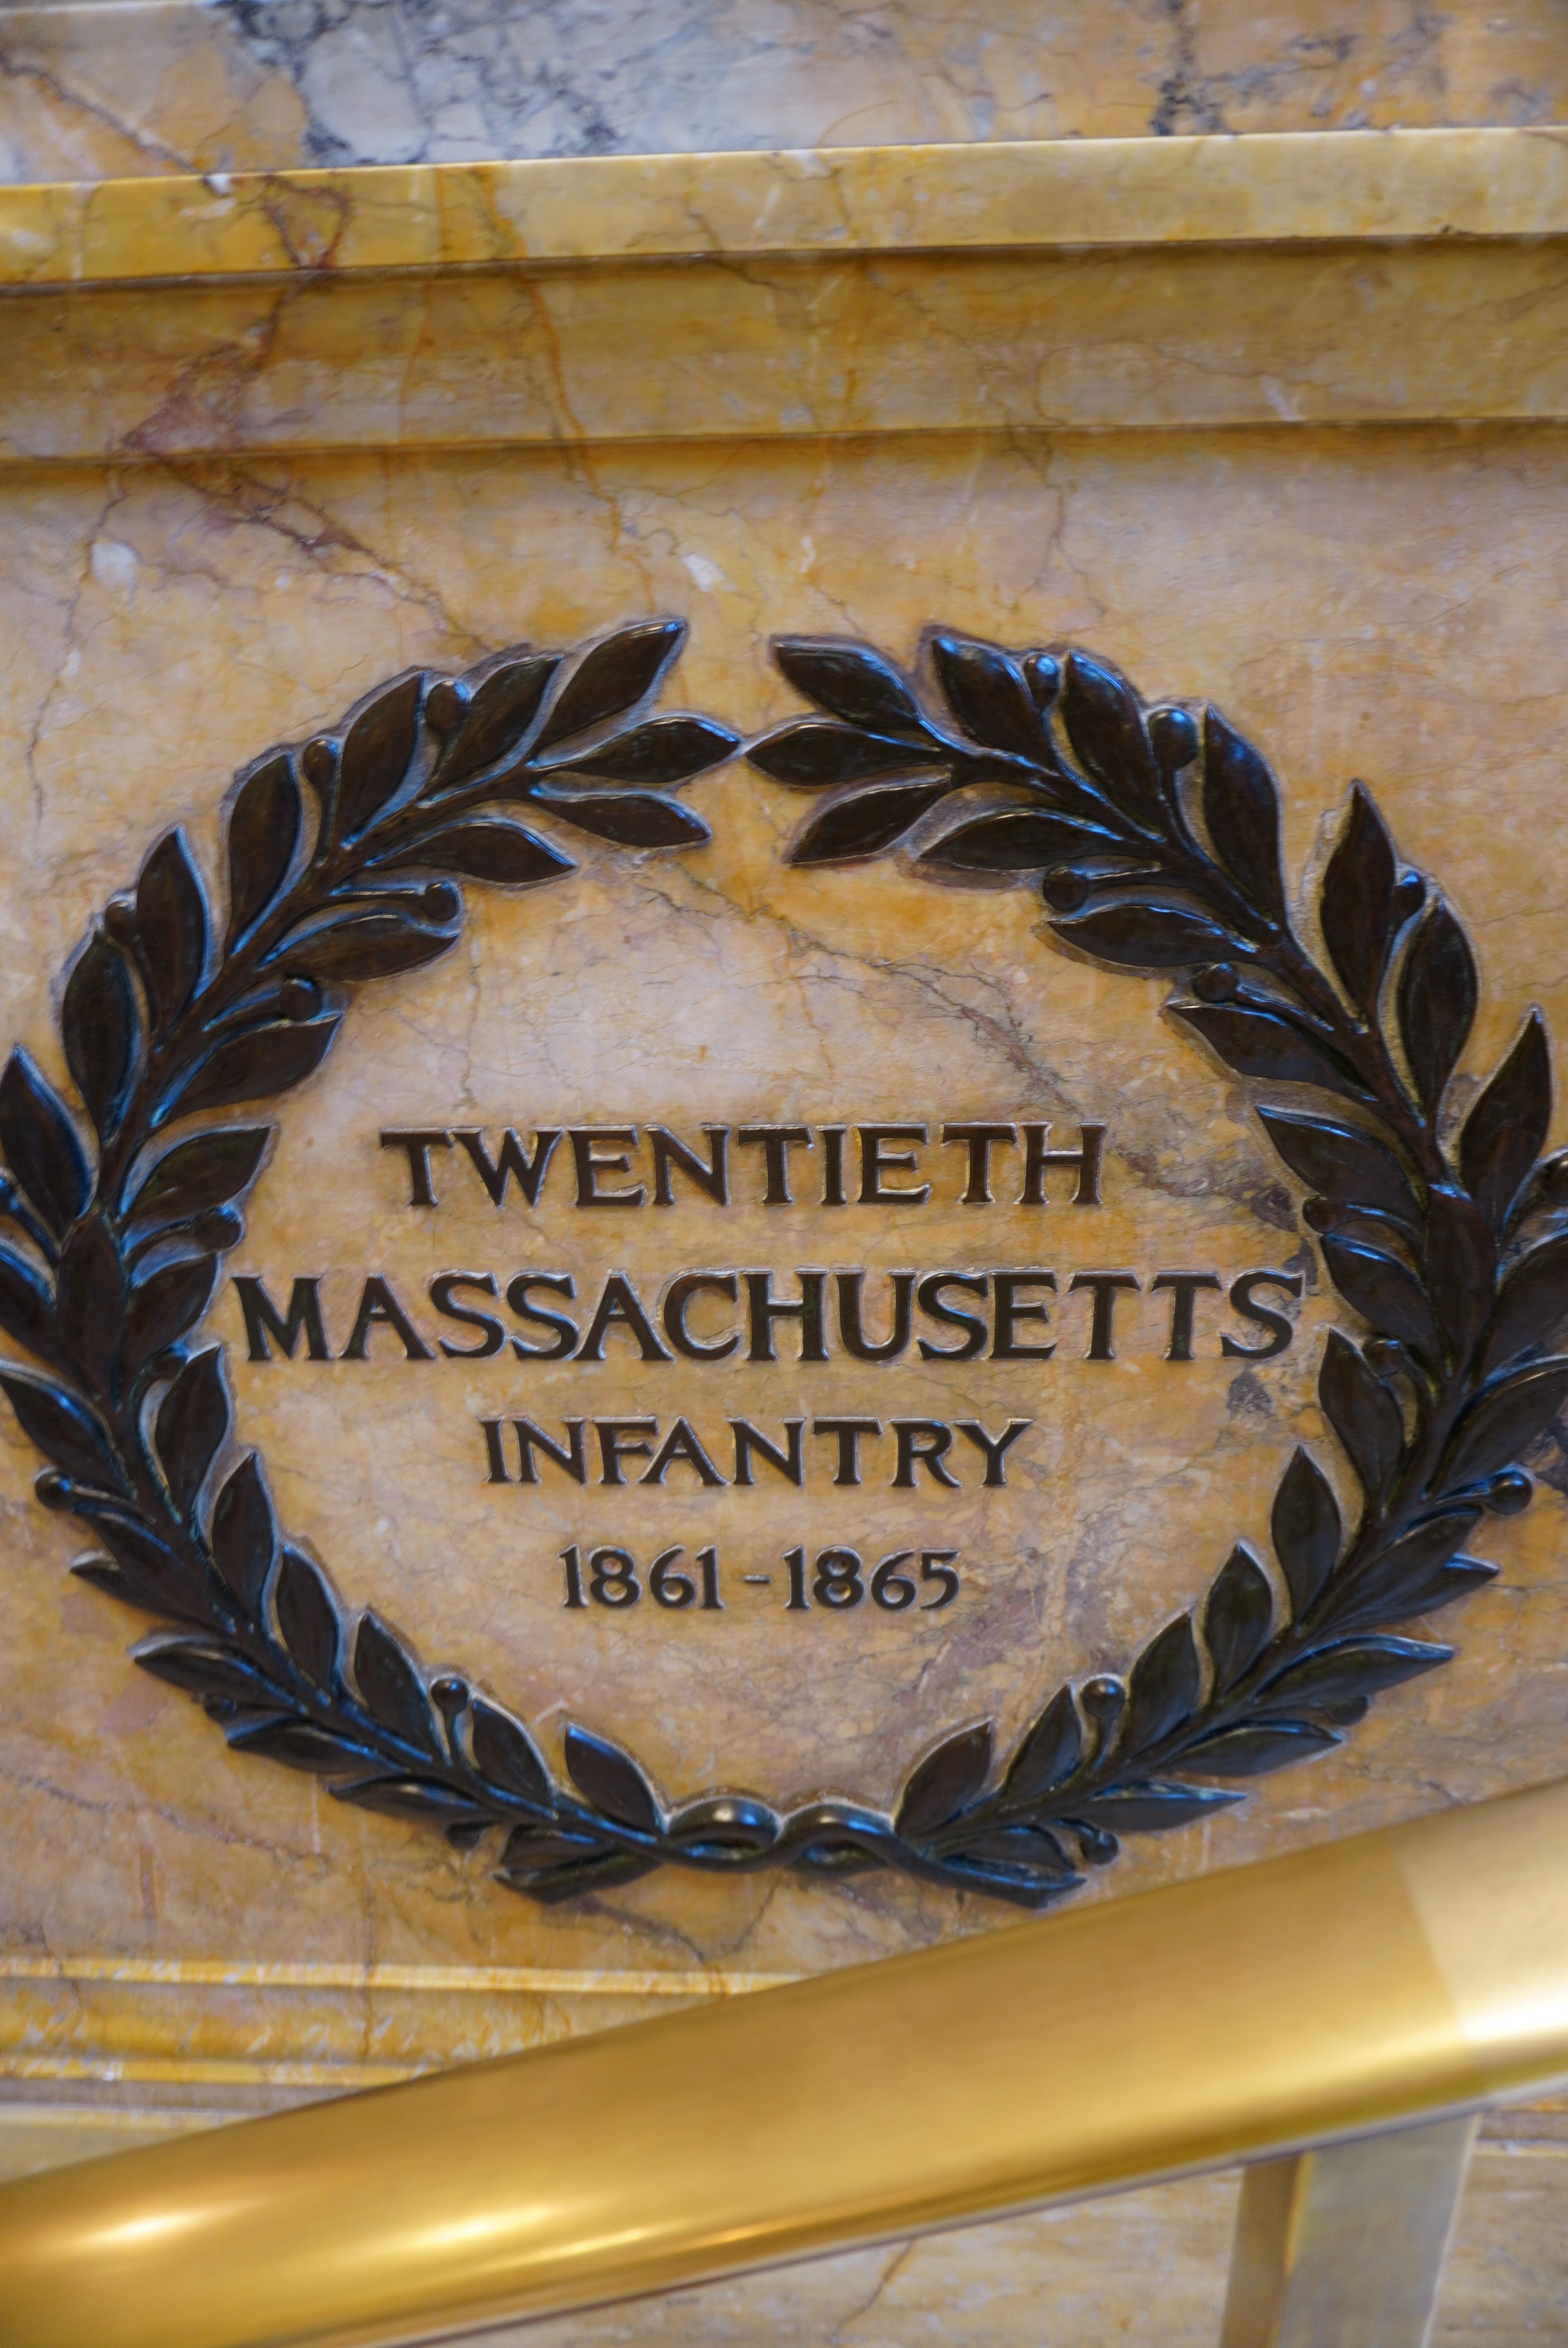 TWENTIETH
MASSACHUSETTS
INFANTRY
1861-1865